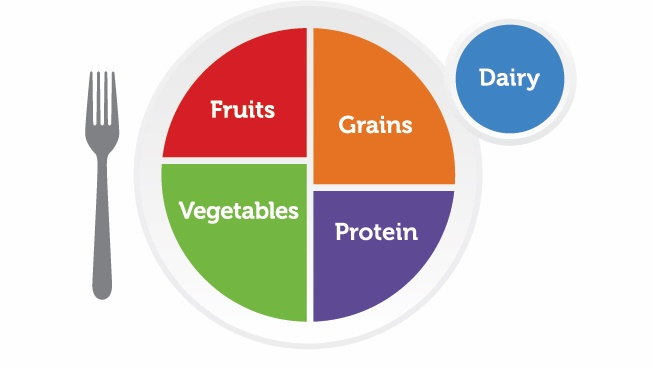 Fruits
Grains
Dairy
Vegetables
Protein